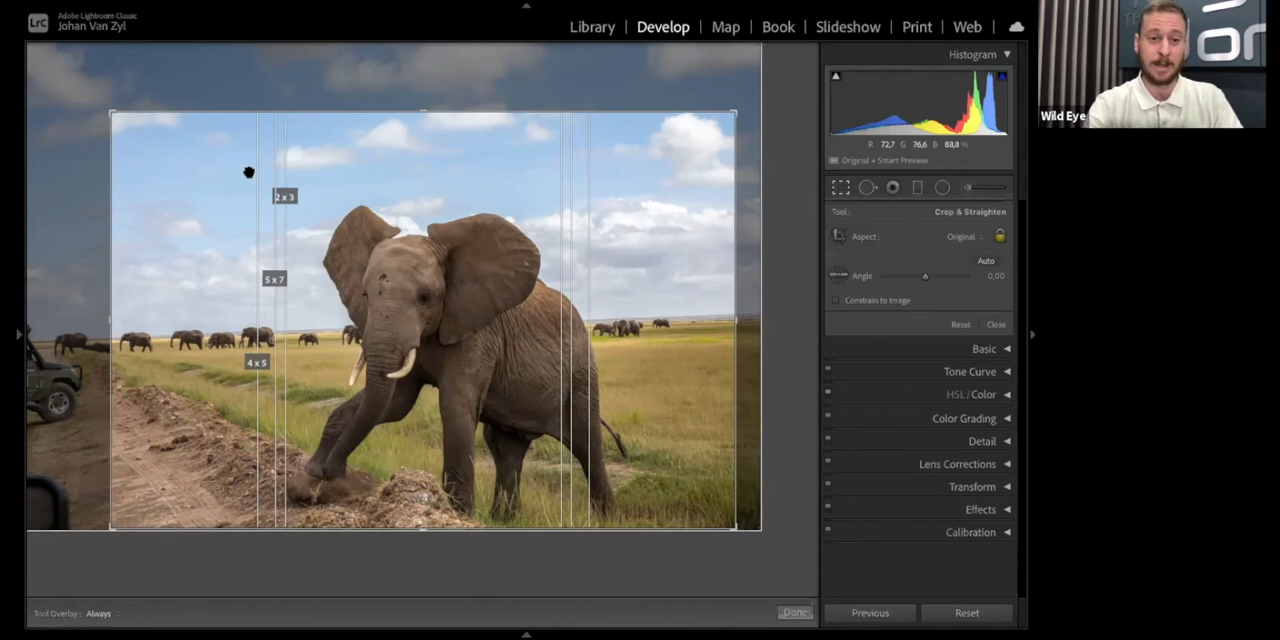 Adobe Lightroom Classic
LrC
Johan Van Zyl
Library | Develop | Map | Book | Slideshow | Print | Web
Histogram
R 72,7 G 76,6 B 88,8 %
Original + Smart Preview
Tool: Crop & Straighten
Aspect: Original
Auto
Angle 0,00
Constrain to Image
Reset Close
Basic
Tone Curve
HSL / Color
Color Grading
Detail
Lens Corrections
Transform
Effects
Calibration
Previous Reset
2 x 3
5 x 7
4 x 5
Tool Overlay: Always
Done
or
Wild Eye